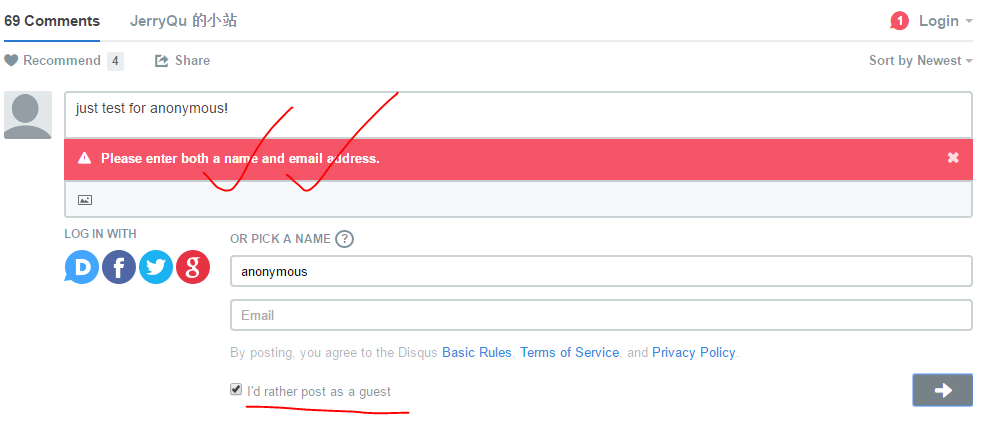 69 Comments JerryQu 的小站 1 Login
Recommend 4 Share Sort by Newest
just test for anonymous!
Please enter both a name and email address.
LOG IN WITH
OR PICK A NAME ?
D f g
anonymous
Email
By posting, you agree to the Disqus Basic Rules, Terms of Service, and Privacy Policy.
I'd rather post as a guest